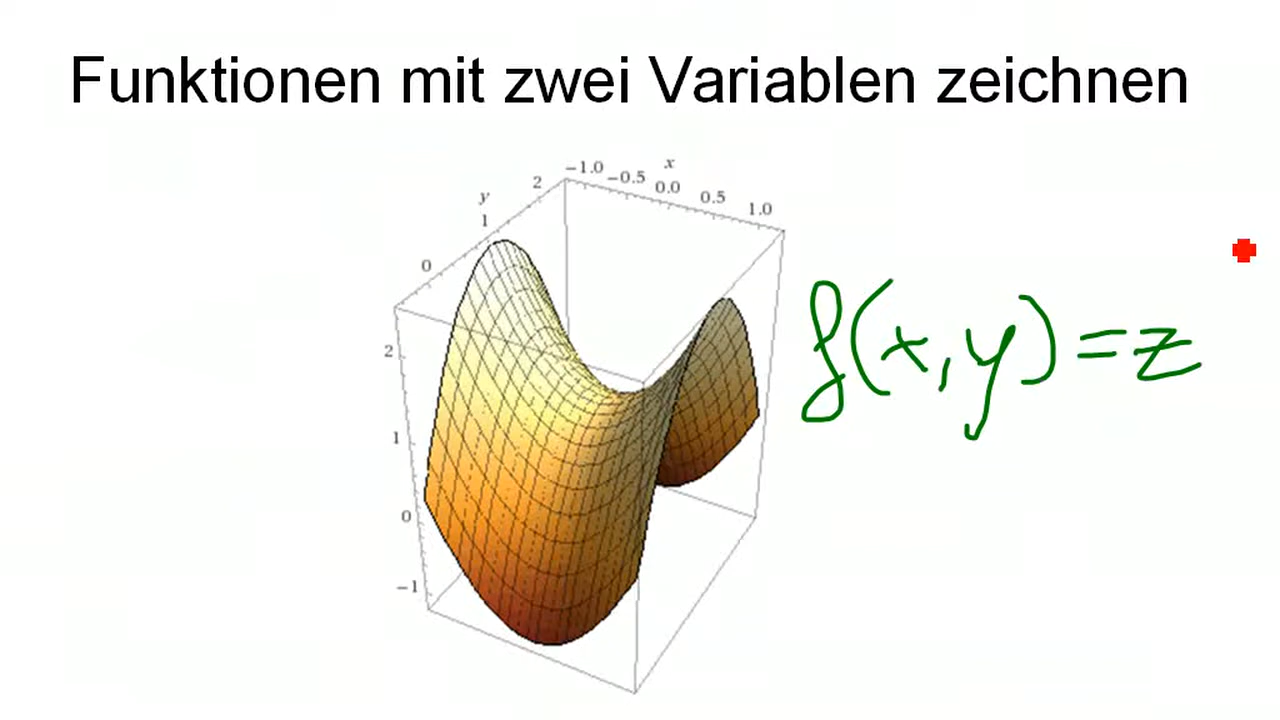 Funktionen mit zwei Variablen zeichnen
x
−1.0 −0.5 0.0 0.5 1.0
y
2
1
0
f(x,y)=z
2
1
0
−1